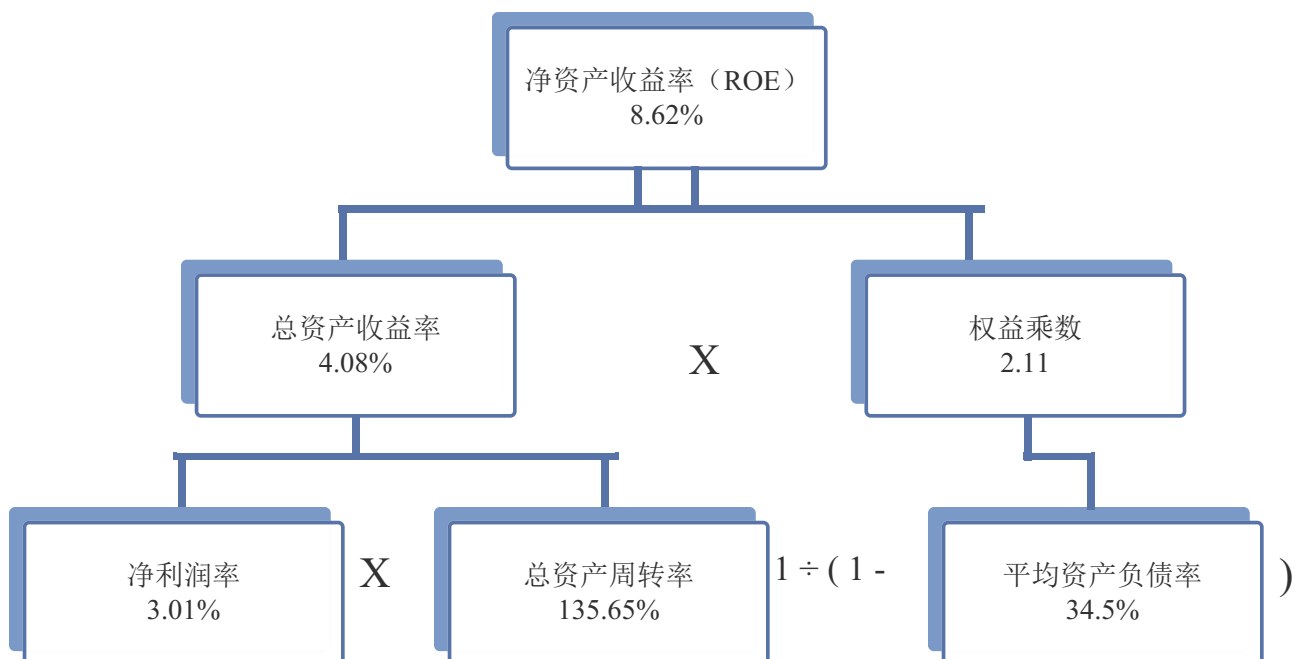 净资产收益率（ROE）
8.62%
总资产收益率
4.08%
X
权益乘数
2.11
净利润率
3.01%
X
总资产周转率
135.65%
1 ÷ ( 1 -
平均资产负债率
34.5%
)